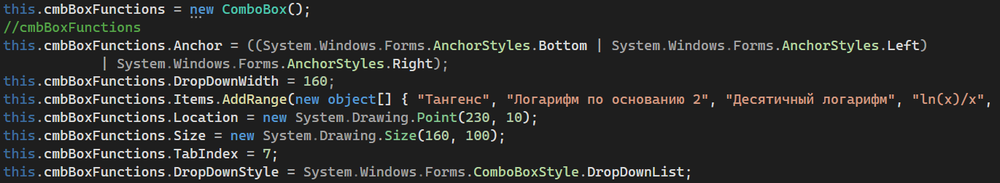 this.cmbBoxFunctions = new ComboBox();
//cmbBoxFunctions
this.cmbBoxFunctions.Anchor = ((System.Windows.Forms.AnchorStyles.Bottom | System.Windows.Forms.AnchorStyles.Left)
| System.Windows.Forms.AnchorStyles.Right);
this.cmbBoxFunctions.DropDownWidth = 160;
this.cmbBoxFunctions.Items.AddRange(new object[] { "Тангенс", "Логарифм по основанию 2", "Десятичный логарифм", "ln(x)/x",
this.cmbBoxFunctions.Location = new System.Drawing.Point(230, 10);
this.cmbBoxFunctions.Size = new System.Drawing.Size(160, 100);
this.cmbBoxFunctions.TabIndex = 7;
this.cmbBoxFunctions.DropDownStyle = System.Windows.Forms.ComboBoxStyle.DropDownList;